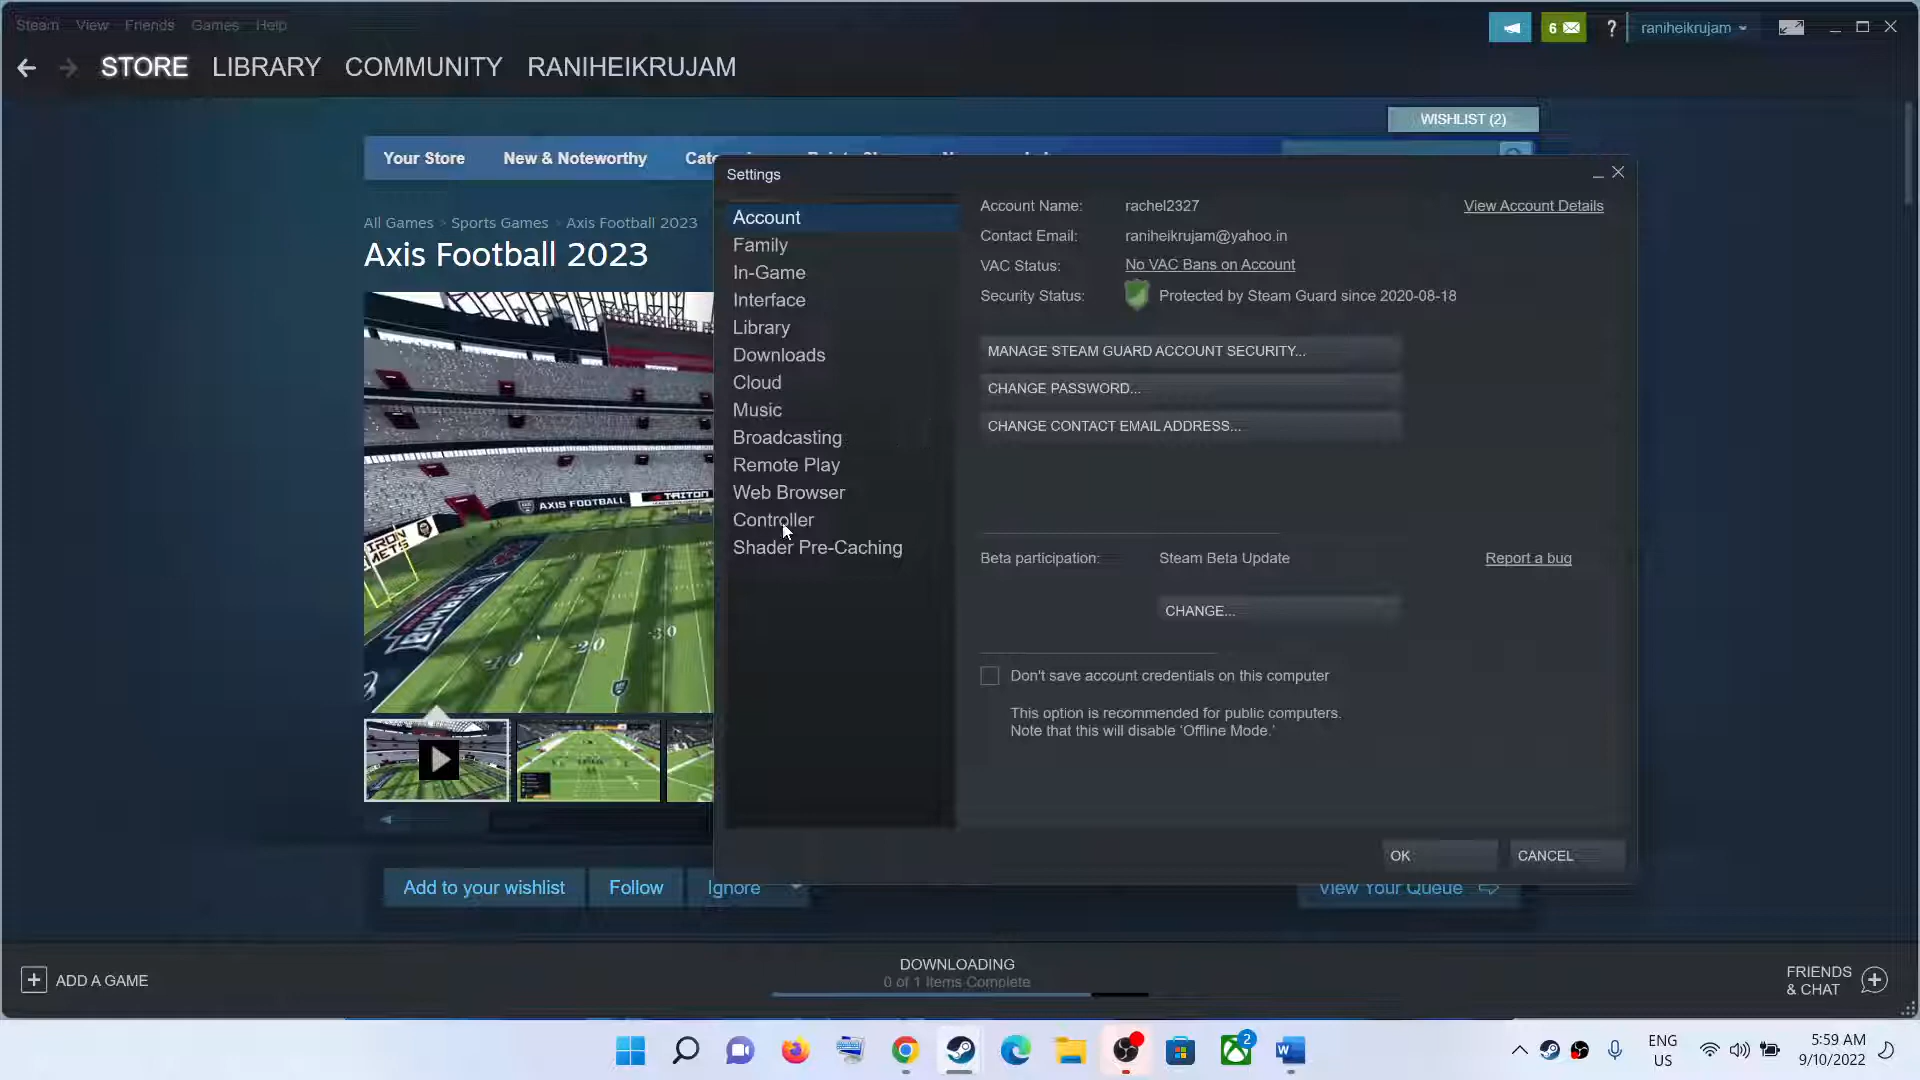 Steam View Friends Games Help
6 ? raniheikrujam
STORE LIBRARY COMMUNITY RANIHEIKRUJAM
WISHLIST (2)
Your Store New & Noteworthy
Settings
All Games > Sports Games > Axis Football 2023
Axis Football 2023
Account
Family
In-Game
Interface
Library
Downloads
Cloud
Music
Broadcasting
Remote Play
Web Browser
Controller
Shader Pre-Caching
Account Name: rachel2327 View Account Details
Contact Email: raniheikrujam@yahoo.in
VAC Status: No VAC Bans on Account
Security Status: Protected by Steam Guard since 2020-08-18
MANAGE STEAM GUARD ACCOUNT SECURITY...
CHANGE PASSWORD...
CHANGE CONTACT EMAIL ADDRESS...
Beta participation: Steam Beta Update Report a bug
CHANGE...
Don't save account credentials on this computer
This option is recommended for public computers.
Note that this will disable 'Offline Mode.'
OK CANCEL
AXIS FOOTBALL
TRITON
IRON
BOMBERS
-10 -20 -30
Add to your wishlist Follow Ignore View Your Queue
ADD A GAME
DOWNLOADING
0 of 1 Items Complete
FRIENDS
& CHAT
2
ENG
US
5:59 AM
9/10/2022